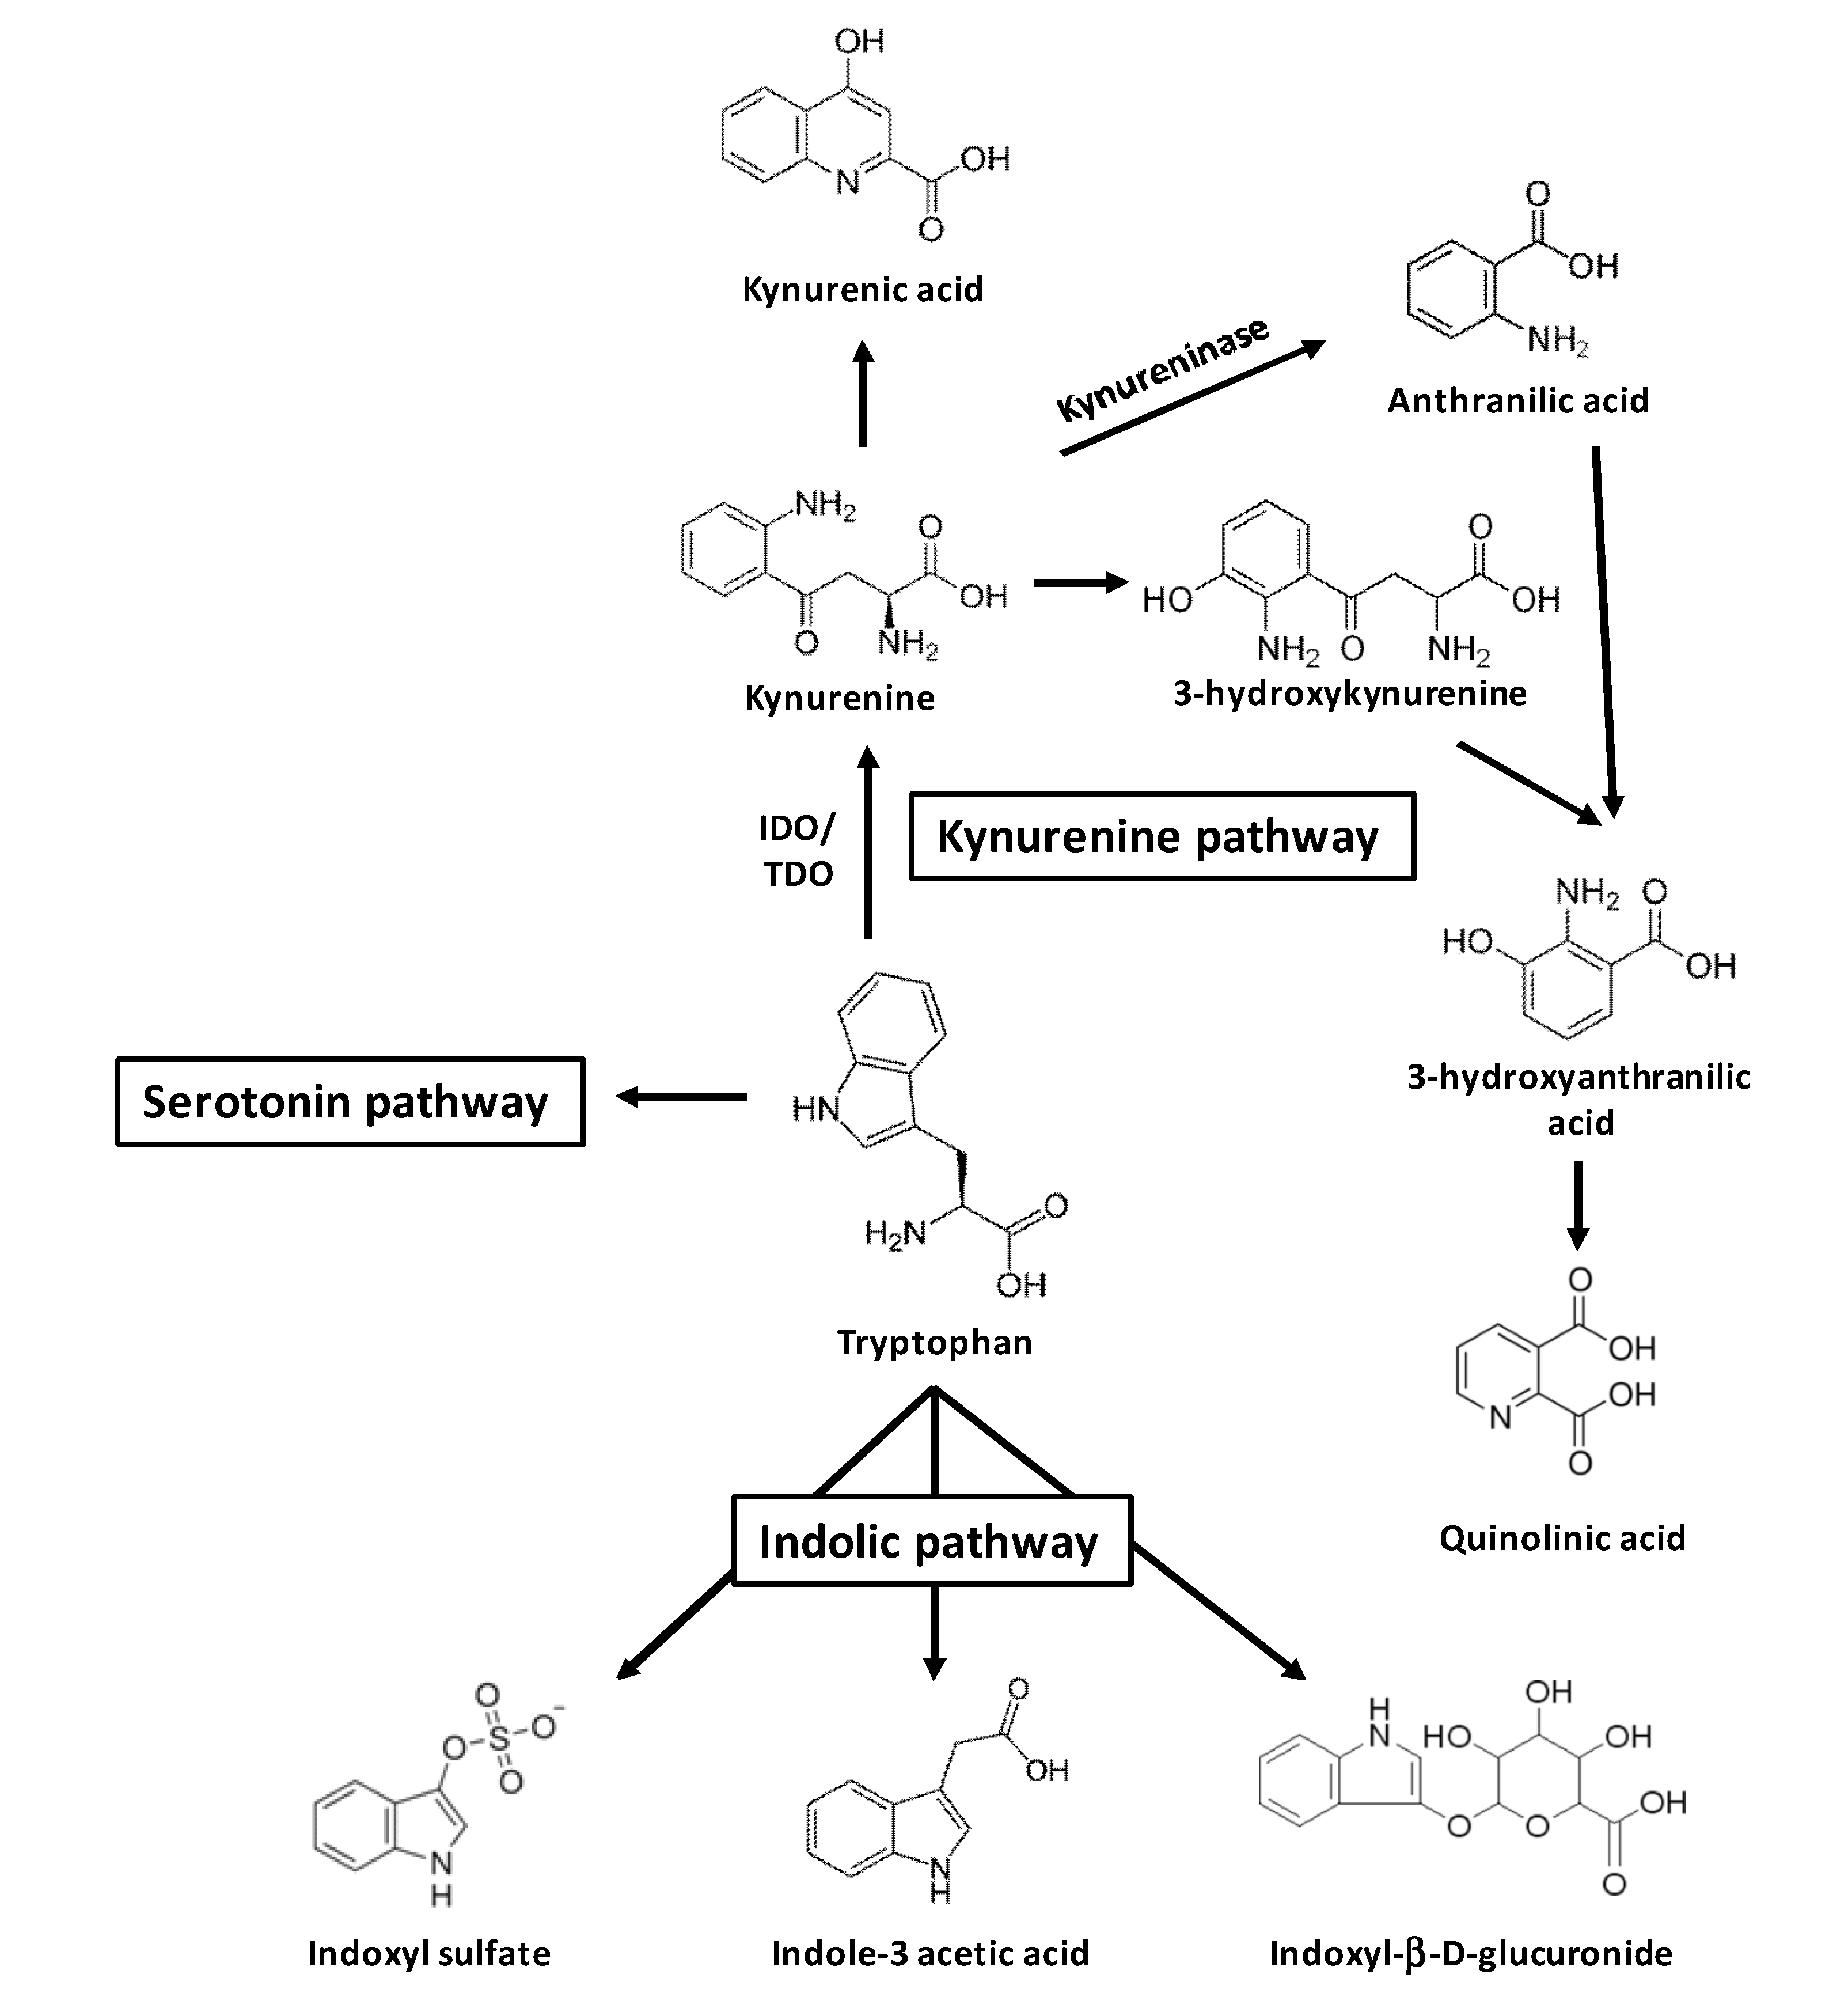 OH
N
OH
O
Kynurenic acid
O
OH
NH2
Anthranilic acid
Kynureninase
NH2
O
OH
O
NH2
Kynurenine
O
HO
OH
NH2
O
NH2
3-hydroxykynurenine
IDO/
TDO
Kynurenine pathway
NH2
O
HO
OH
3-hydroxyanthranilic
acid
Serotonin pathway
HN
H2N
O
OH
Tryptophan
O
OH
OH
N
O
Quinolinic acid
Indolic pathway
O
O
S
O-
O
N
H
Indoxyl sulfate
O
OH
N
H
Indole-3 acetic acid
OH
H
N
HO
OH
OH
O
O
O
Indoxyl-β-D-glucuronide